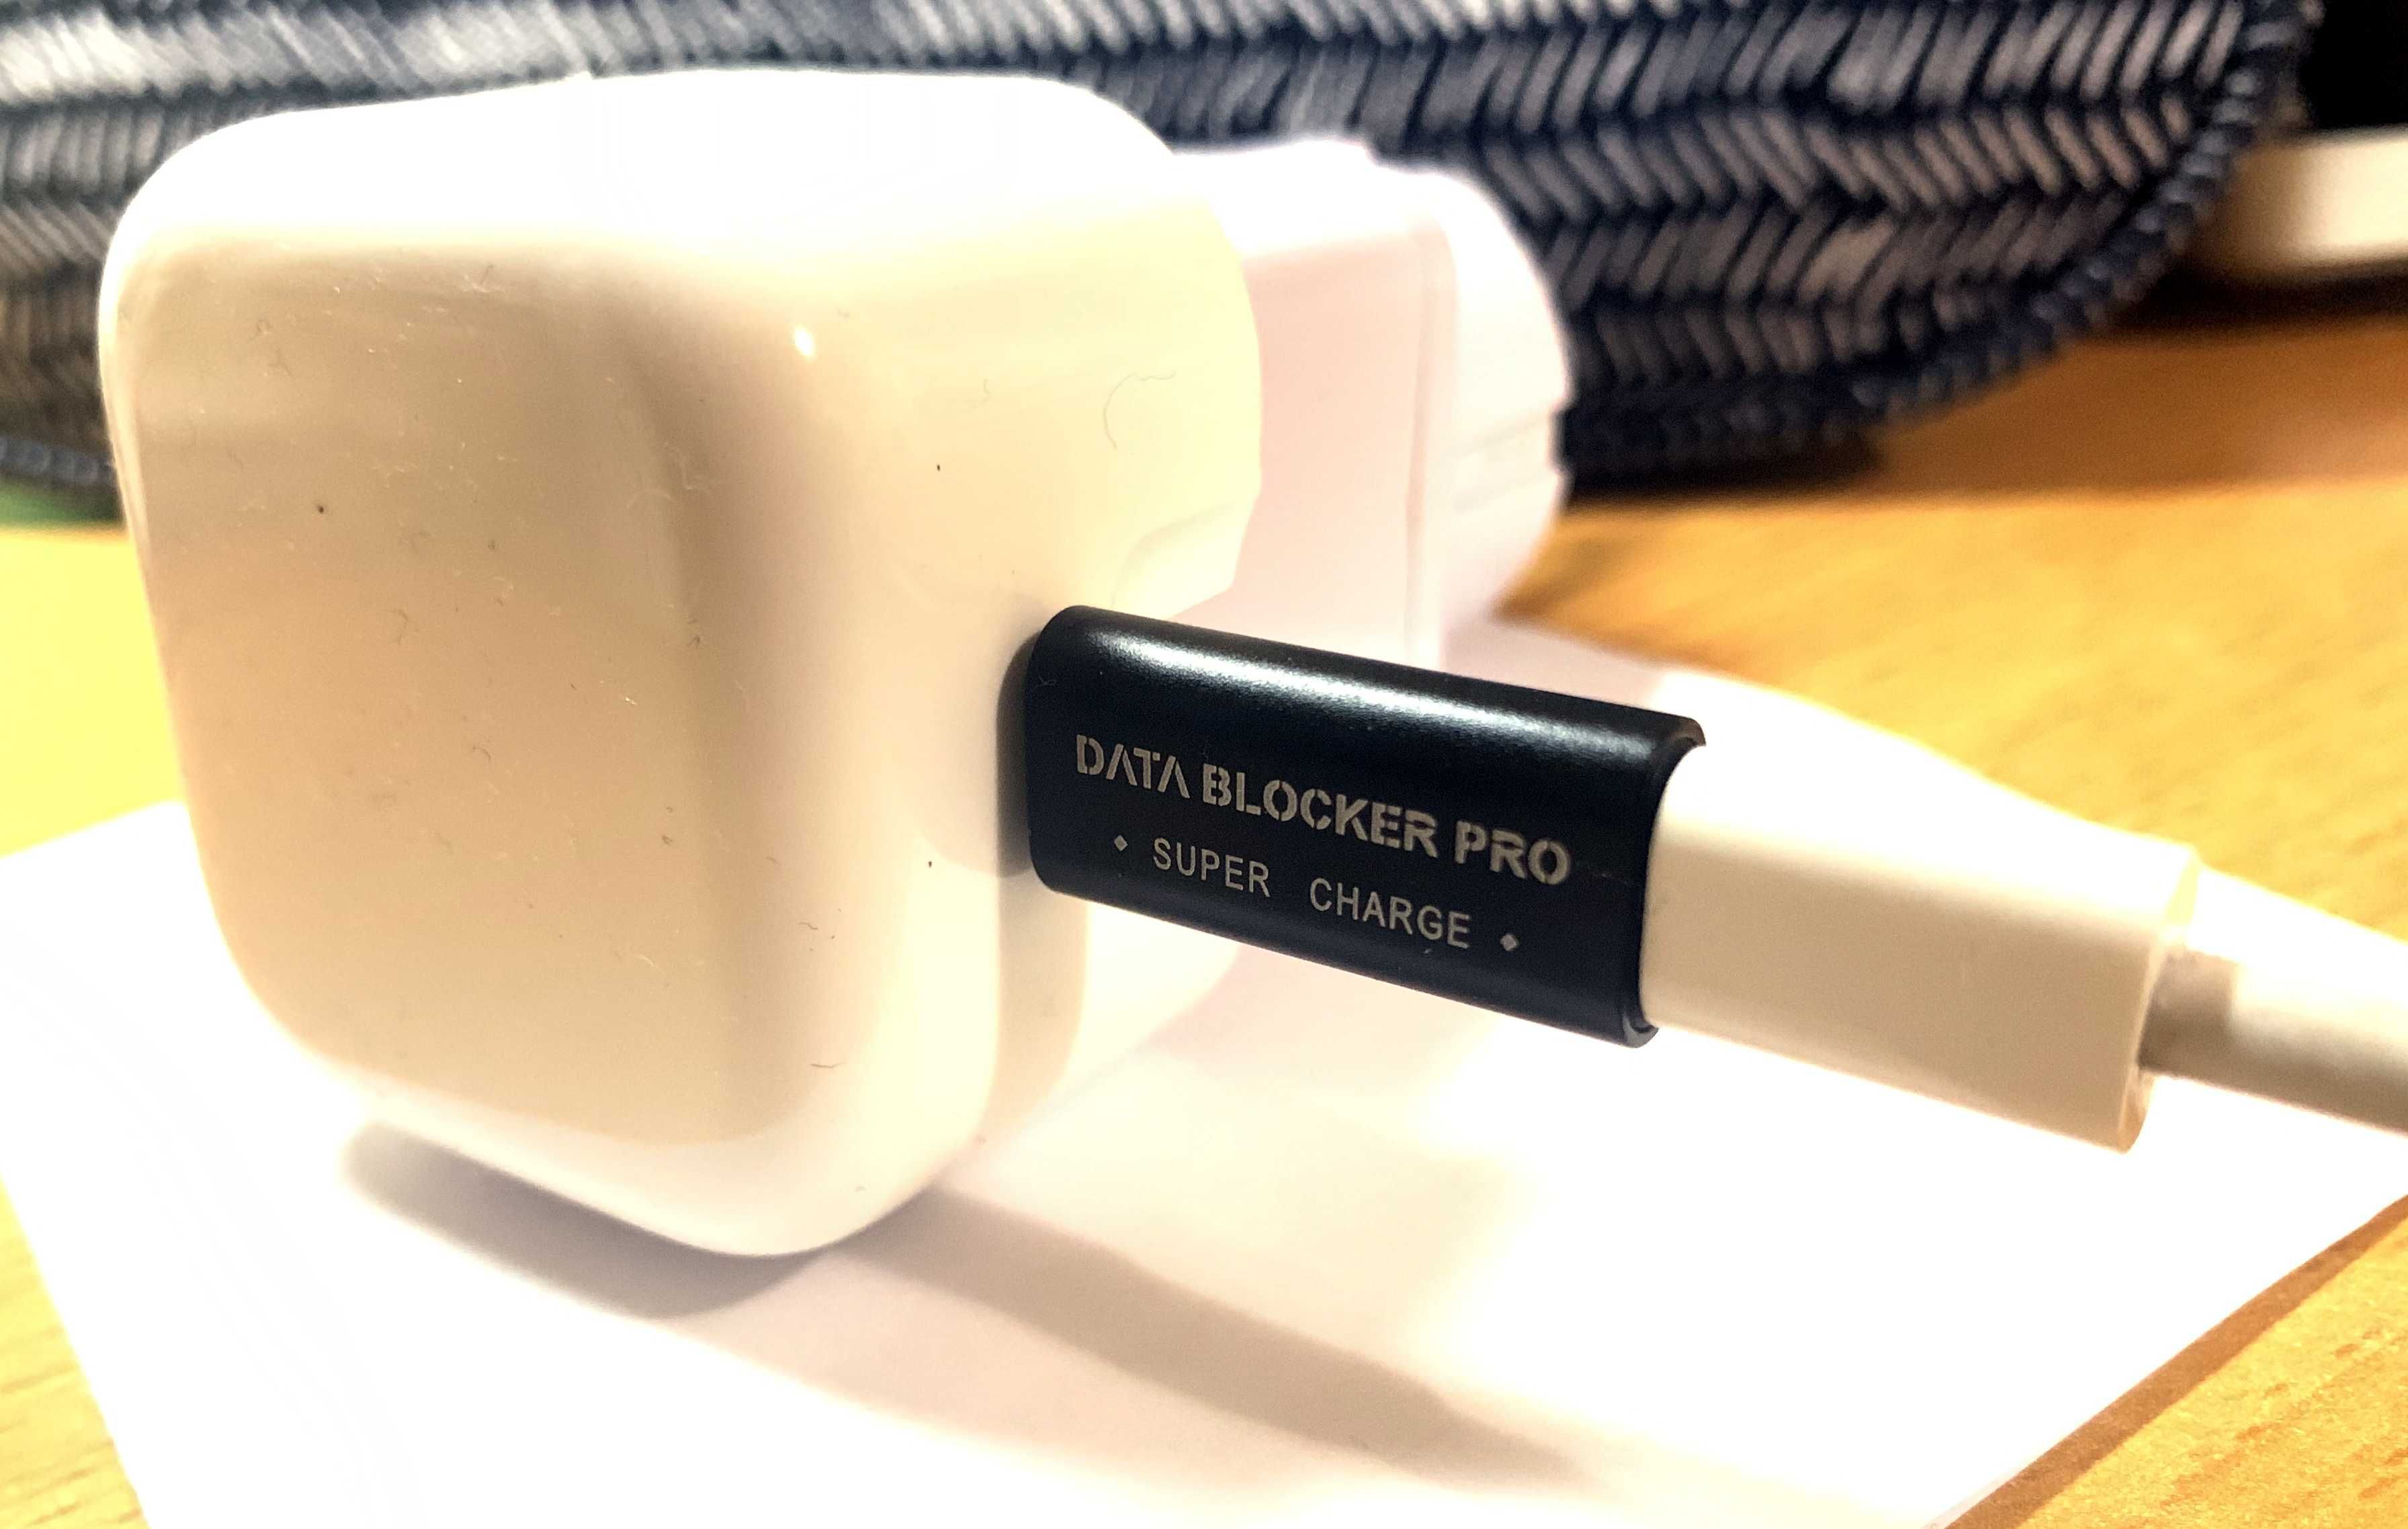 DATA BLOCKER PRO
⬥ SUPER CHARGE ⬥